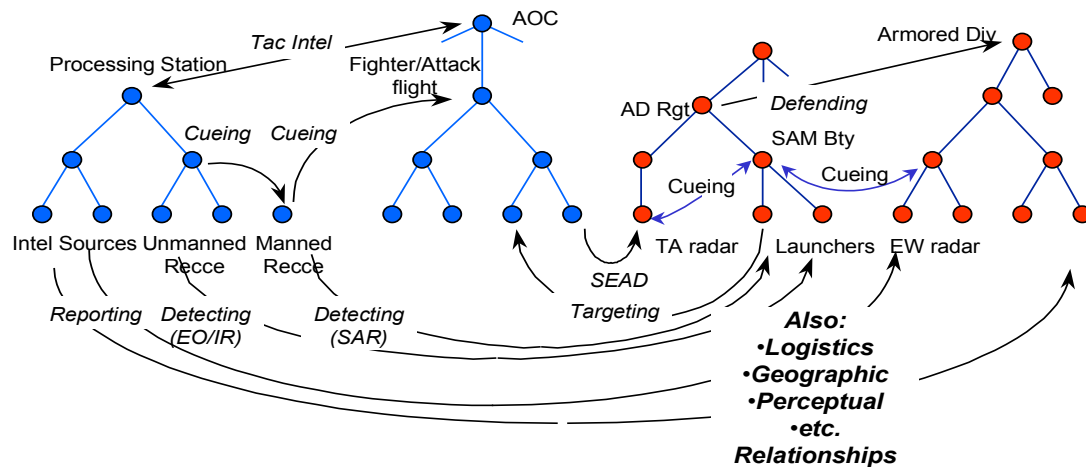 AOC
Tac Intel
Armored Div
Processing Station
Fighter/Attack
flight
AD Rgt
Defending
Cueing
Cueing
SAM Bty
Cueing
Cueing
Intel Sources
Unmanned
Recce
Manned
Recce
TA radar
Launchers
EW radar
SEAD
Reporting
Detecting
(EO/IR)
Detecting
(SAR)
Targeting
Also:
•Logistics
•Geographic
•Perceptual
•etc.
Relationships